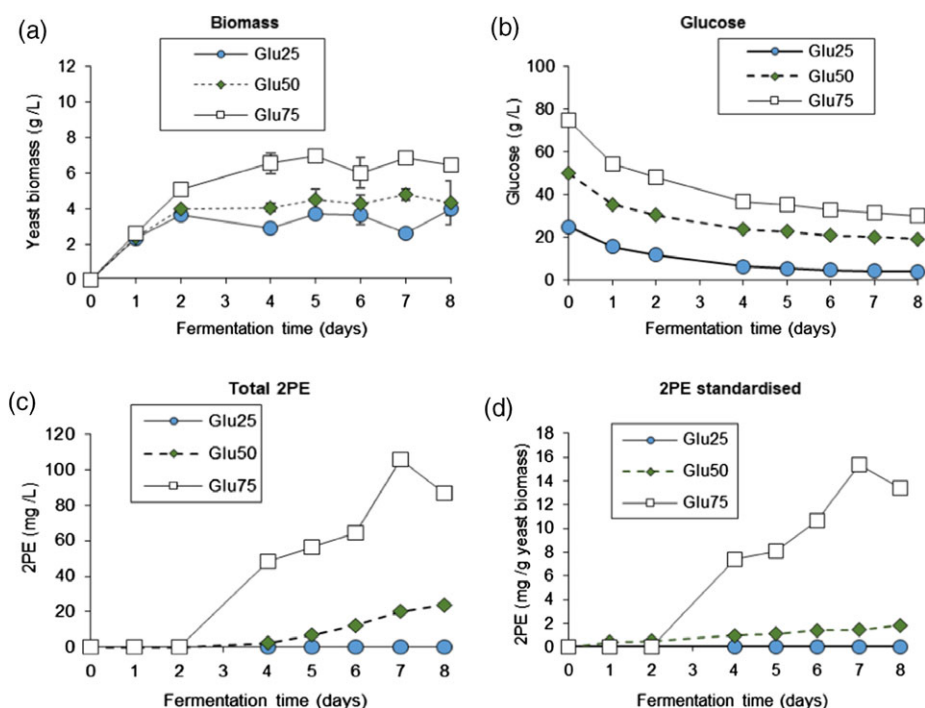 (a)
Biomass
Glu25
Glu50
Glu75
Yeast biomass (g /L)
12
10
8
6
4
2
0
0 1 2 3 4 5 6 7 8
Fermentation time (days)
(b)
Glucose
Glu25
Glu50
Glu75
Glucose (g /L)
100
80
60
40
20
0
0 1 2 3 4 5 6 7 8
Fermentation time (days)
(c)
Total 2PE
Glu25
Glu50
Glu75
2PE (mg /L)
120
100
80
60
40
20
0
0 1 2 3 4 5 6 7 8
Fermentation time (days)
(d)
2PE standardised
Glu25
Glu50
Glu75
2PE (mg /g yeast biomass)
18
16
14
12
10
8
6
4
2
0
0 1 2 3 4 5 6 7 8
Fermentation time (days)